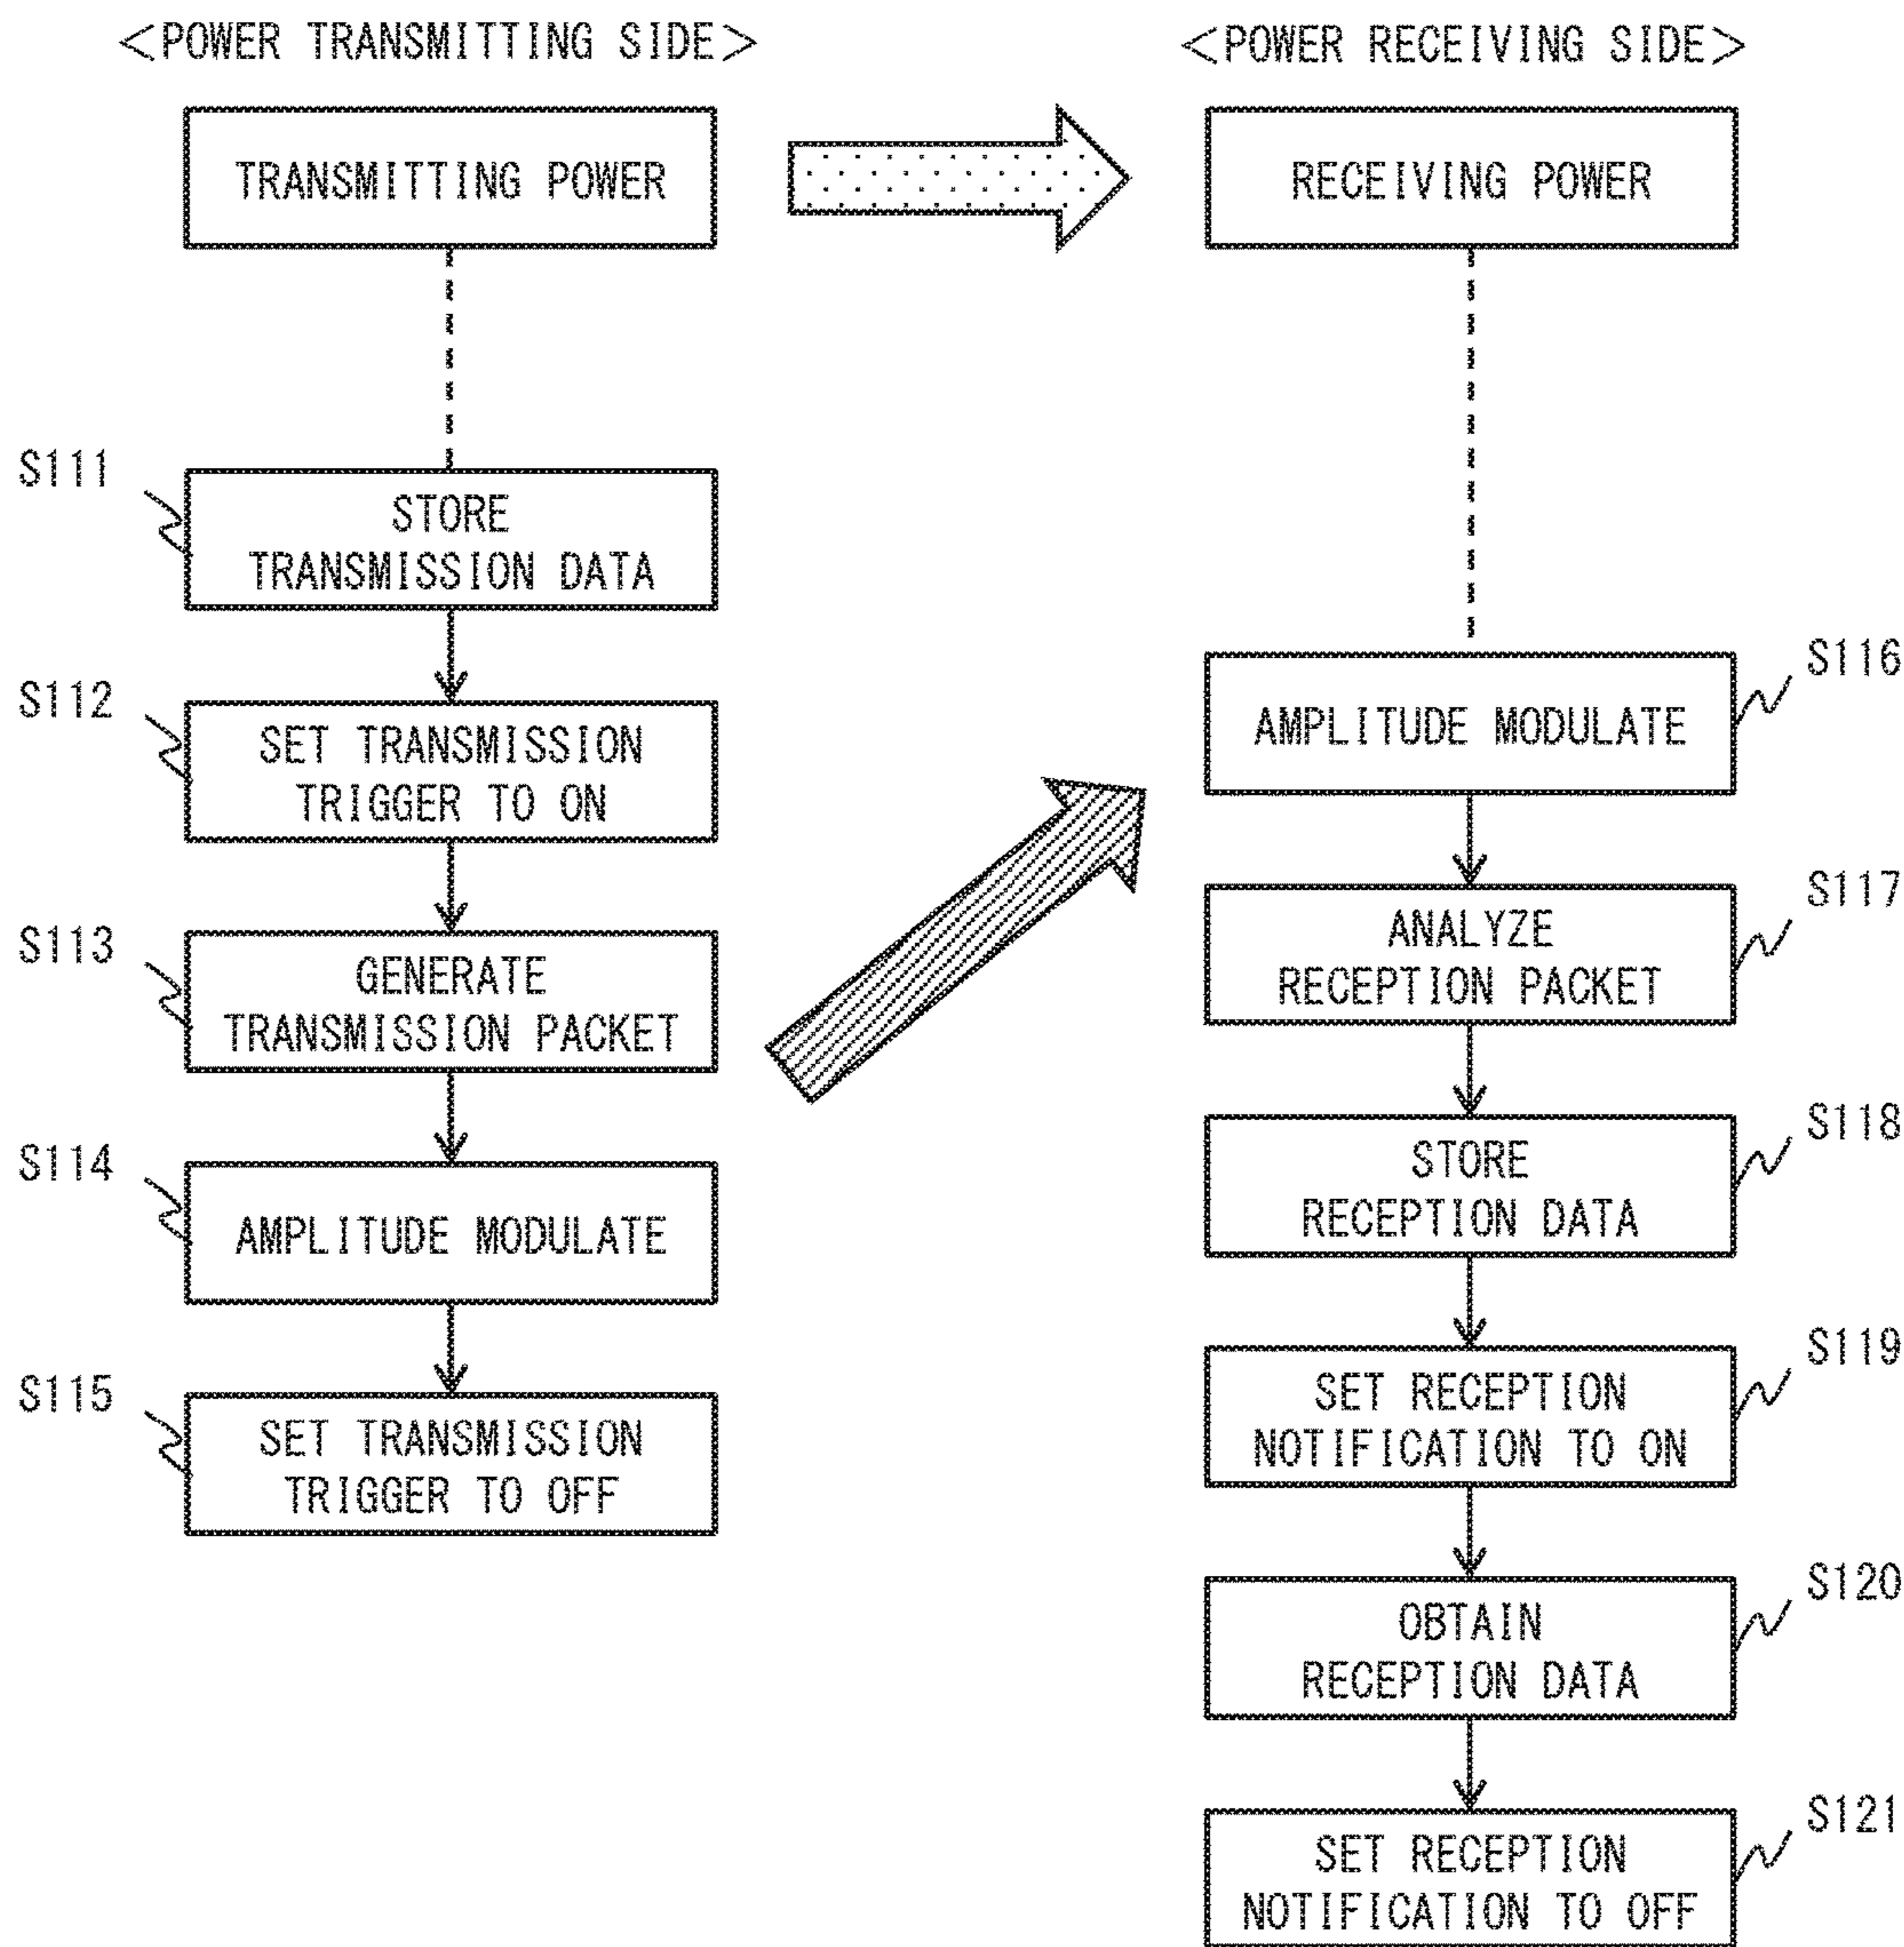 <POWER TRANSMITTING SIDE>
TRANSMITTING POWER
S111
STORE
TRANSMISSION DATA
S112
SET TRANSMISSION
TRIGGER TO ON
S113
GENERATE
TRANSMISSION PACKET
S114
AMPLITUDE MODULATE
S115
SET TRANSMISSION
TRIGGER TO OFF
<POWER RECEIVING SIDE>
RECEIVING POWER
S116
AMPLITUDE MODULATE
S117
ANALYZE
RECEPTION PACKET
S118
STORE
RECEPTION DATA
S119
SET RECEPTION
NOTIFICATION TO ON
S120
OBTAIN
RECEPTION DATA
S121
SET RECEPTION
NOTIFICATION TO OFF